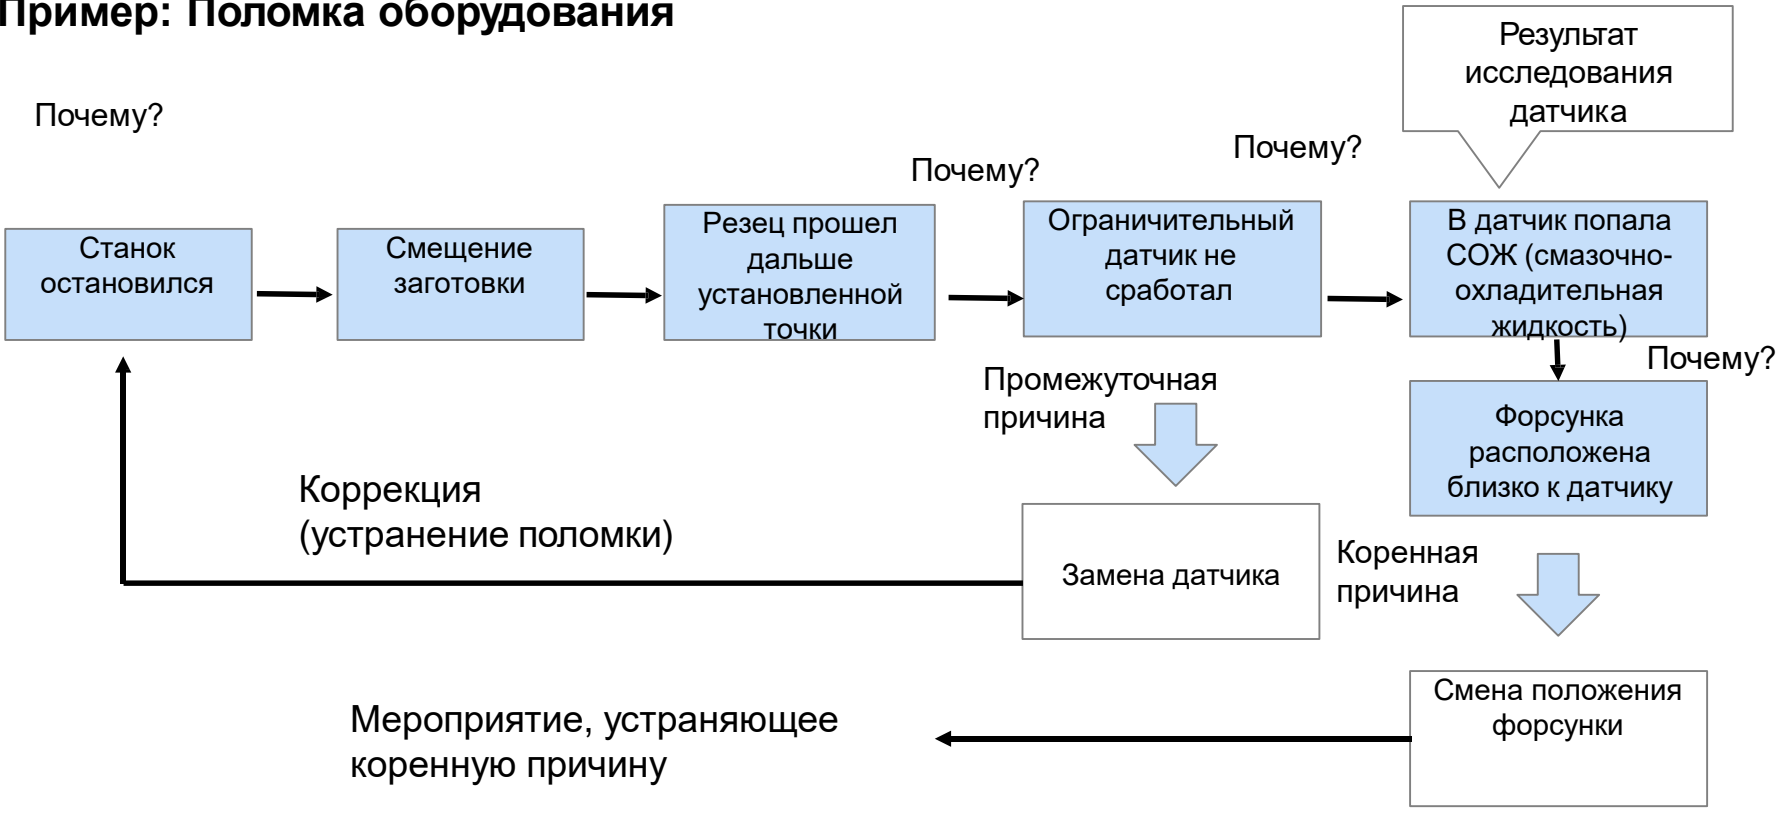 Пример: Поломка оборудования
Результат
исследования
датчика
Почему?
Почему?
Почему?
Станок
остановился
Смещение
заготовки
Резец прошел
дальше
установленной
точки
Ограничительный
датчик не
сработал
В датчик попала
СОЖ (смазочно-
охладительная
жидкость)
Почему?
Промежуточная
причина
Форсунка
расположена
близко к датчику
Коррекция
(устранение поломки)
Замена датчика
Коренная
причина
Смена положения
форсунки
Мероприятие, устраняющее
коренную причину